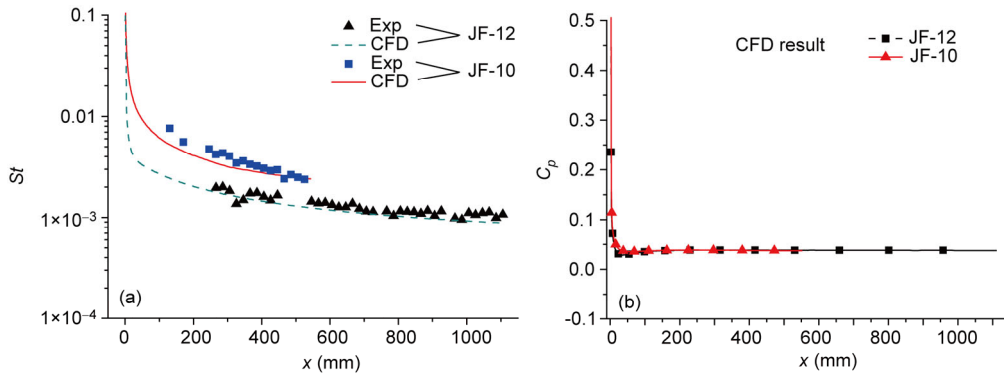 0.1
0.01
1×10⁻³
1×10⁻⁴
St
Exp
CFD
JF-12
Exp
CFD
JF-10
(a)
0 200 400 600 800 1000
x (mm)
0.5
0.4
0.3
0.2
0.1
0.0
-0.1
Cp
CFD result
JF-12
JF-10
(b)
0 200 400 600 800 1000
x (mm)